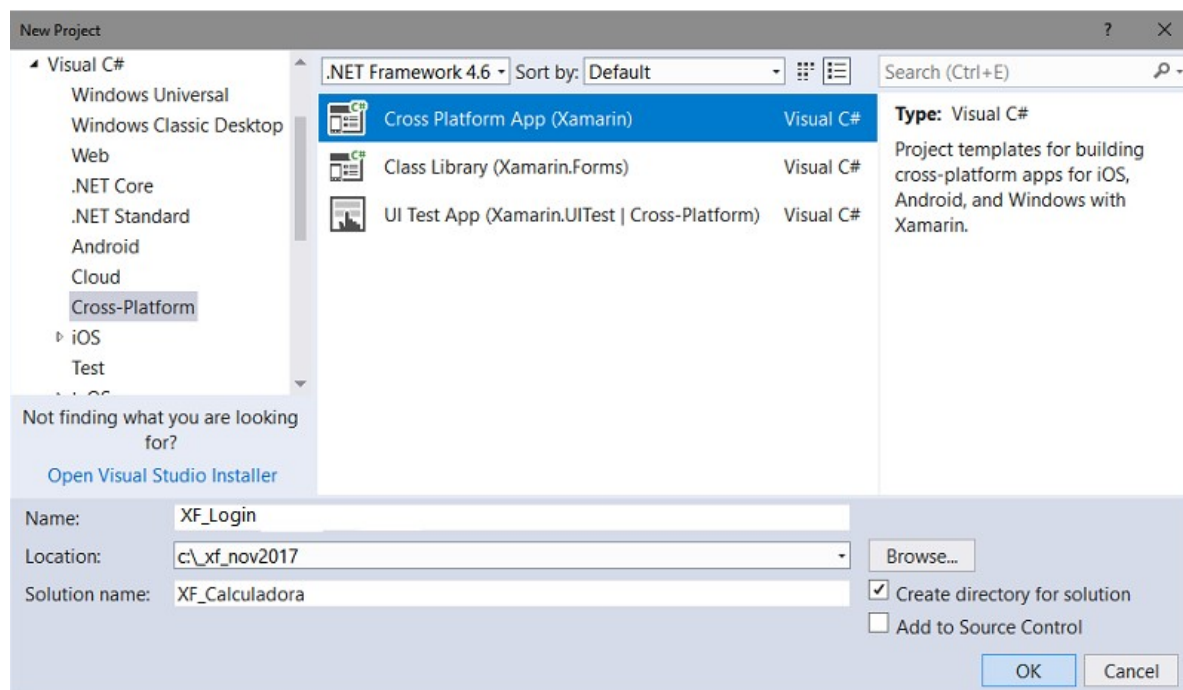 New Project
?
Visual C#
Windows Universal
Windows Classic Desktop
Web
.NET Core
.NET Standard
Android
Cloud
Cross-Platform
iOS
Test
Not finding what you are looking
for?
Open Visual Studio Installer
.NET Framework 4.6 Sort by: Default
Cross Platform App (Xamarin) Visual C#
Class Library (Xamarin.Forms) Visual C#
UI Test App (Xamarin.UITest | Cross-Platform) Visual C#
Search (Ctrl+E)
Type: Visual C#
Project templates for building
cross-platform apps for iOS,
Android, and Windows with
Xamarin.
Name: XF_Login
Location: c:\_xf_nov2017
Browse...
Solution name: XF_Calculadora
Create directory for solution
Add to Source Control
OK Cancel